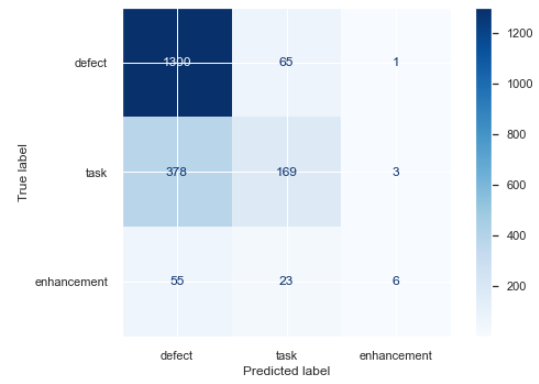 defect
1300
65
1
task
378
169
3
enhancement
55
23
6
defect
task
enhancement
Predicted label
True label
1200
1000
800
600
400
200